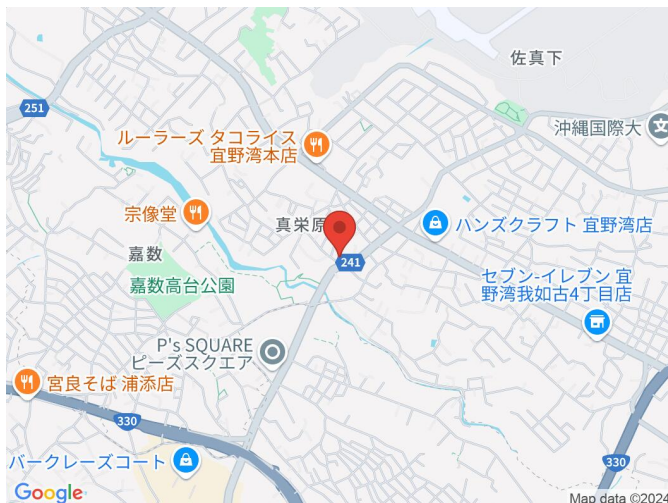 佐真下
251
沖縄国際大
ルーラーズ タコライス
宜野湾本店
宗像堂
真栄原
ハンズクラフト 宜野湾店
嘉数
241
嘉数高台公園
セブン-イレブン 宜
野湾我如古4丁目店
P's SQUARE
ピーズスクエア
宮良そば 浦添店
330
バークレーズコート
330
Google
Map data ©2024